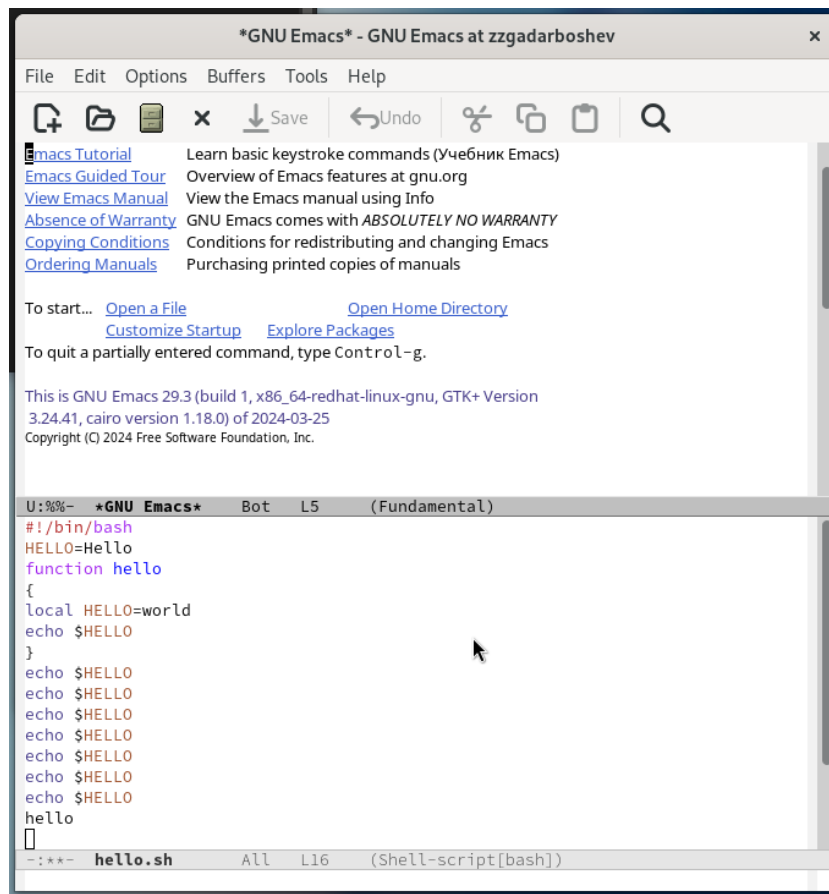 *GNU Emacs* - GNU Emacs at zzgadarboshev ×
File Edit Options Buffers Tools Help
Save Undo
Emacs Tutorial Learn basic keystroke commands (Учебник Emacs)
Emacs Guided Tour Overview of Emacs features at gnu.org
View Emacs Manual View the Emacs manual using Info
Absence of Warranty GNU Emacs comes with ABSOLUTELY NO WARRANTY
Copying Conditions Conditions for redistributing and changing Emacs
Ordering Manuals Purchasing printed copies of manuals
To start... Open a File Open Home Directory
Customize Startup Explore Packages
To quit a partially entered command, type Control-g.
This is GNU Emacs 29.3 (build 1, x86_64-redhat-linux-gnu, GTK+ Version
3.24.41, cairo version 1.18.0) of 2024-03-25
Copyright (C) 2024 Free Software Foundation, Inc.
U:%%- *GNU Emacs* Bot L5 (Fundamental)
#!/bin/bash
HELLO=Hello
function hello
{
local HELLO=world
echo $HELLO
}
echo $HELLO
echo $HELLO
echo $HELLO
echo $HELLO
echo $HELLO
echo $HELLO
echo $HELLO
hello
-:**- hello.sh All L16 (Shell-script[bash])